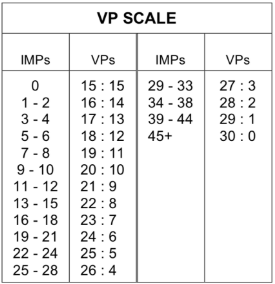 VP SCALE
IMPs VPs IMPs VPs
0 15 : 15 29 - 33 27 : 3
1 - 2 16 : 14 34 - 38 28 : 2
3 - 4 17 : 13 39 - 44 29 : 1
5 - 6 18 : 12 45+ 30 : 0
7 - 8 19 : 11
9 - 10 20 : 10
11 - 12 21 : 9
13 - 15 22 : 8
16 - 18 23 : 7
19 - 21 24 : 6
22 - 24 25 : 5
25 - 28 26 : 4